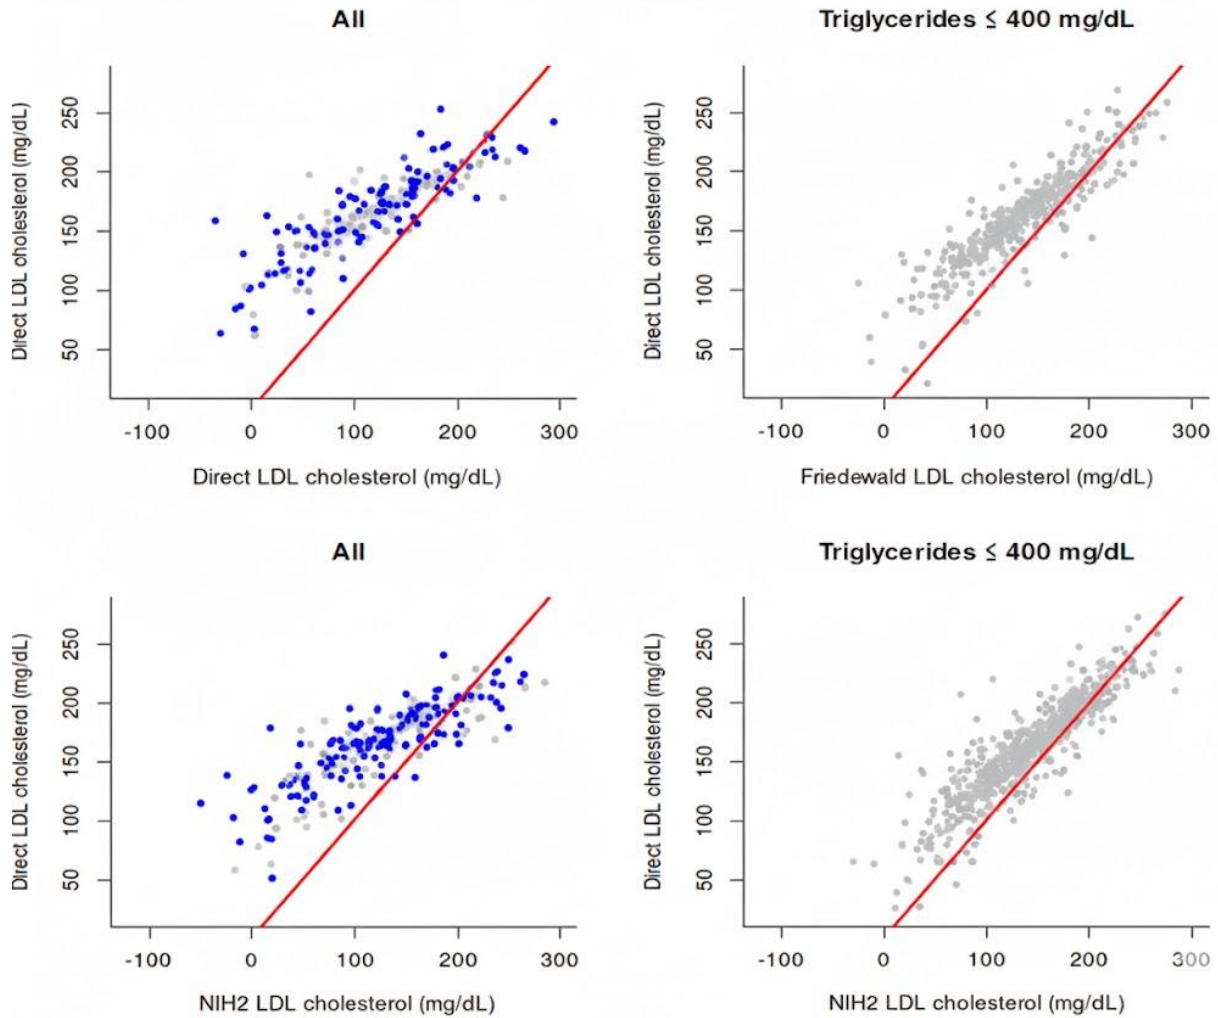 All
Direct LDL cholesterol (mg/dL)
250
200
150
100
50
-100 0 100 200 300
Direct LDL cholesterol (mg/dL)
Triglycerides ≤ 400 mg/dL
Direct LDL choholesterol (mg/dL)
250
200
150
100
50
-100 0 100 200 300
Friedewald LDL cholesterol (mg/dL)
All
Direct LDL cholesterol (mg/dL)
250
200
150
100
50
-100 0 100 200 300
NIH2 LDL cholesterol (mg/dL)
Triglycerides ≤ 400 mg/dL
Direct LDL cholesterol (mg/dL)
250
200
150
100
50
-100 0 100 200 300
NIH2 LDL cholesterol (mg/dL)